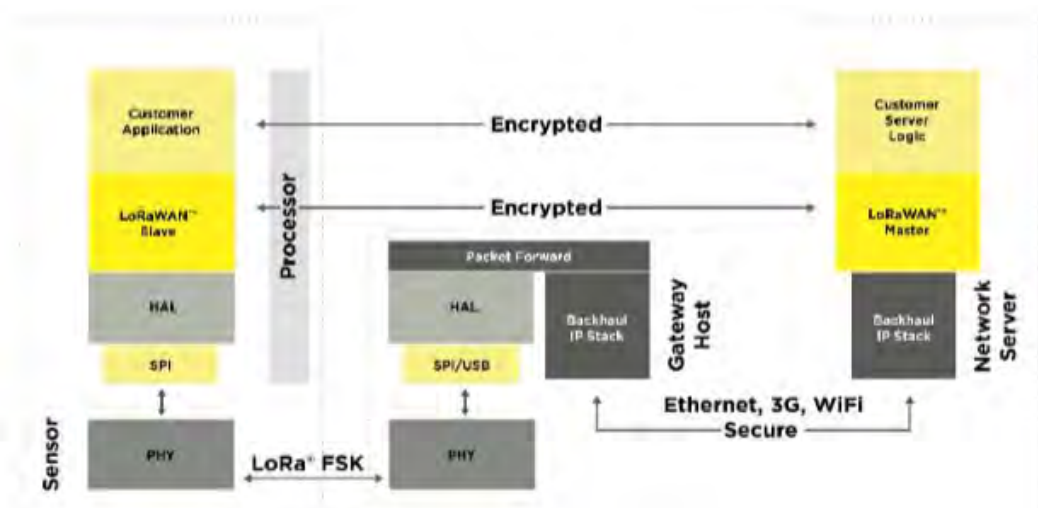 Customer
Application
LoRaWAN™
Slave
HAL
SPI
PHY
Sensor
Processor
Encrypted
Encrypted
LoRa® FSK
Packet Forward
HAL
SPI/USB
PHY
Backhaul
IP Stack
Gateway
Host
Ethernet, 3G, WiFi
Secure
Customer
Server
Logic
LoRaWAN™
Master
Backhaul
IP Stack
Network
Server